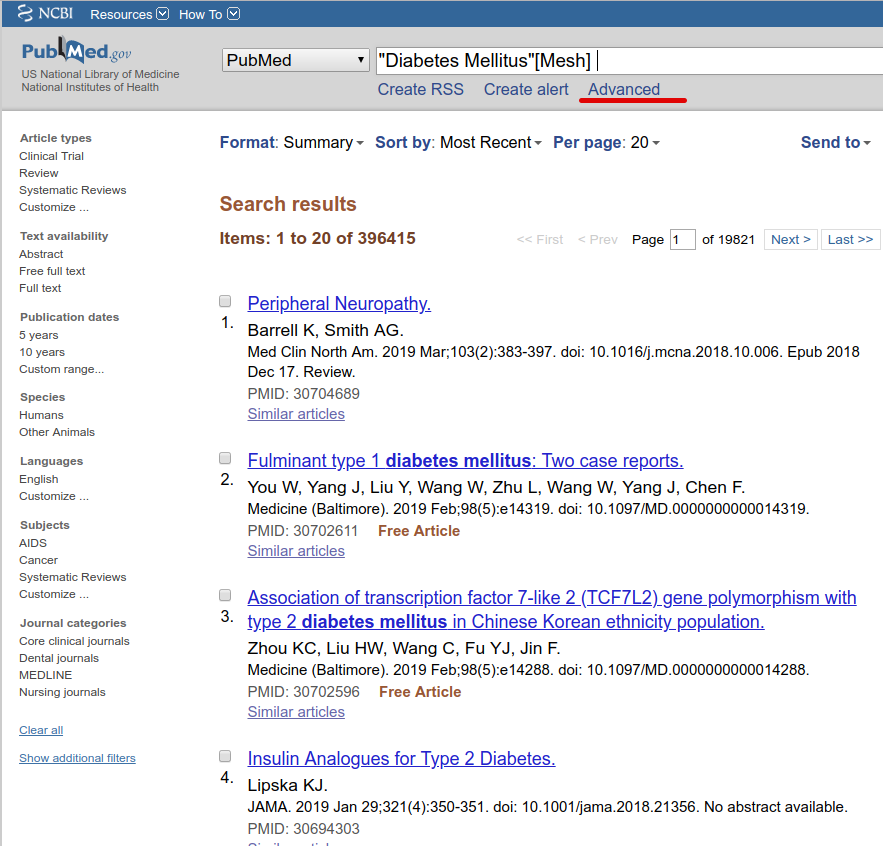 NCBI Resources How To
PubMed.gov
US National Library of Medicine
National Institutes of Health
PubMed
"Diabetes Mellitus"[Mesh]
Create RSS Create alert Advanced
Article types
Clinical Trial
Review
Systematic Reviews
Customize ...
Text availability
Abstract
Free full text
Full text
Publication dates
5 years
10 years
Custom range...
Species
Humans
Other Animals
Languages
English
Customize ...
Subjects
AIDS
Cancer
Systematic Reviews
Customize ...
Journal categories
Core clinical journals
Dental journals
MEDLINE
Nursing journals
Clear all
Show additional filters
Format: Summary Sort by: Most Recent Per page: 20 Send to
Search results
Items: 1 to 20 of 396415
<< First < Prev Page 1 of 19821 Next > Last >>
Peripheral Neuropathy.
1.
Barrell K, Smith AG.
Med Clin North Am. 2019 Mar;103(2):383-397. doi: 10.1016/j.mcna.2018.10.006. Epub 2018
Dec 17. Review.
PMID: 30704689
Similar articles
Fulminant type 1 diabetes mellitus: Two case reports.
2.
You W, Yang J, Liu Y, Wang W, Zhu L, Wang W, Yang J, Chen F.
Medicine (Baltimore). 2019 Feb;98(5):e14319. doi: 10.1097/MD.0000000000014319.
PMID: 30702611 Free Article
Similar articles
Association of transcription factor 7-like 2 (TCF7L2) gene polymorphism with
3.
type 2 diabetes mellitus in Chinese Korean ethnicity population.
Zhou KC, Liu HW, Wang C, Fu YJ, Jin F.
Medicine (Baltimore). 2019 Feb;98(5):e14288. doi: 10.1097/MD.0000000000014288.
PMID: 30702596 Free Article
Similar articles
Insulin Analogues for Type 2 Diabetes.
4.
Lipska KJ.
JAMA. 2019 Jan 29;321(4):350-351. doi: 10.1001/jama.2018.21356. No abstract available.
PMID: 30694303